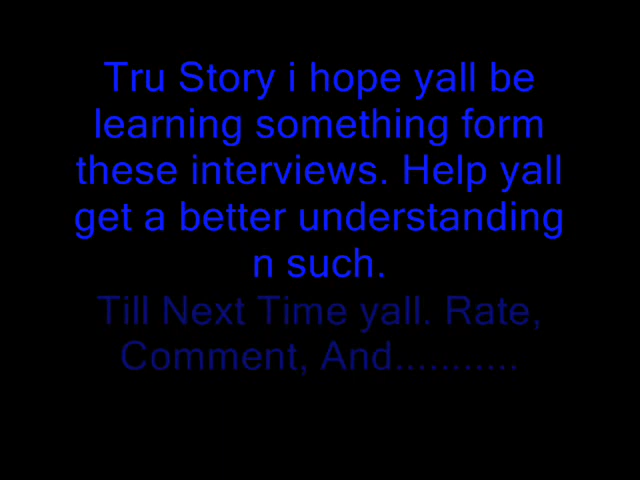 Tru Story i hope yall be
learning something form
these interviews. Help yall
get a better understanding
n such.
Till Next Time yall. Rate,
Comment, And...........